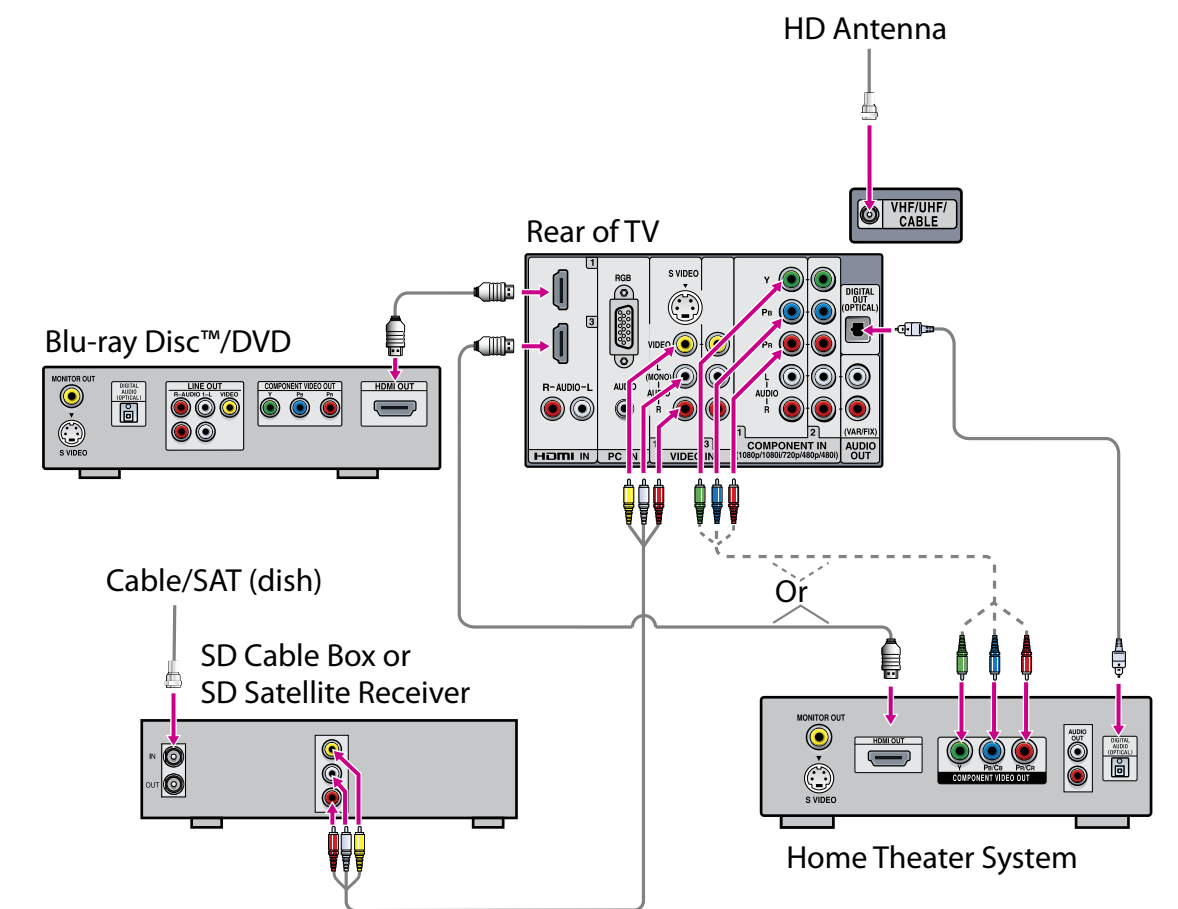 HD Antenna
VHF/UHF/
CABLE
Rear of TV
1
3
R-AUDIO-L
HDMI IN
RGB
AUDIO
PC IN
S VIDEO
VIDEO
L
(MONO)
AUDIO
R
1
3
VIDEO IN
Y
PB
PR
L
AUDIO
R
1
2
COMPONENT IN
(1080p/1080i/720p/480p/480i)
DIGITAL
OUT
(OPTICAL)
(VAR/FIX)
AUDIO
OUT
Blu-ray Disc™/DVD
MONITOR OUT
S VIDEO
DIGITAL
AUDIO
(OPTICAL)
LINE OUT
R-AUDIO 1-L VIDEO
COMPONENT VIDEO OUT
Y PB PR
HDMI OUT
Cable/SAT (dish)
Or
SD Cable Box or
SD Satellite Receiver
IN
OUT
MONITOR OUT
S VIDEO
HDMI OUT
Y PB/CB PR/CR
COMPONENT VIDEO OUT
AUDIO
OUT
DIGITAL
AUDIO
(OPTICAL)
Home Theater System